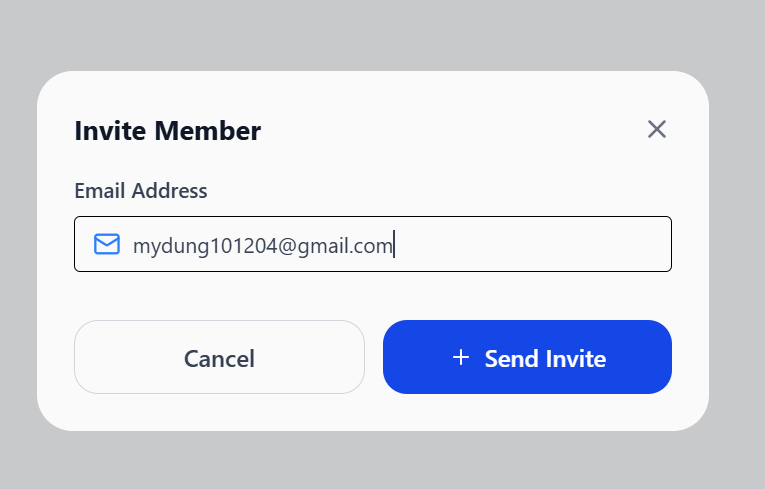 Invite Member
Email Address
mydung101204@gmail.com
Cancel
+ Send Invite